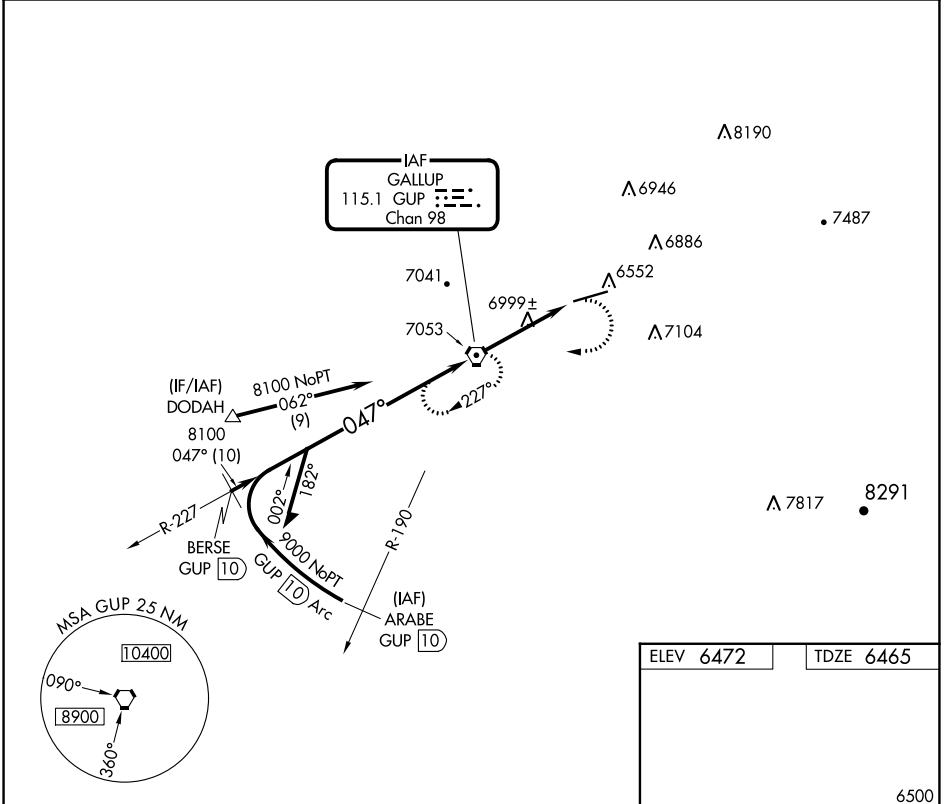 8190
IAF
GALLUP
115.1 GUP
Chan 98
6946
7487
6886
7041
6552
6999±
7053
7104
(IF/IAF)
DODAH
8100 NoPT
062°
(9)
047°
227°
8100
047° (10)
002°
182°
R-227
R-190
7817
8291
BERSE
GUP 10
9000 NoPT
GUP 10 Arc
(IAF)
ARABE
GUP 10
MSA GUP 25 NM
10400
090°
8900
360°
ELEV 6472
TDZE 6465
6500